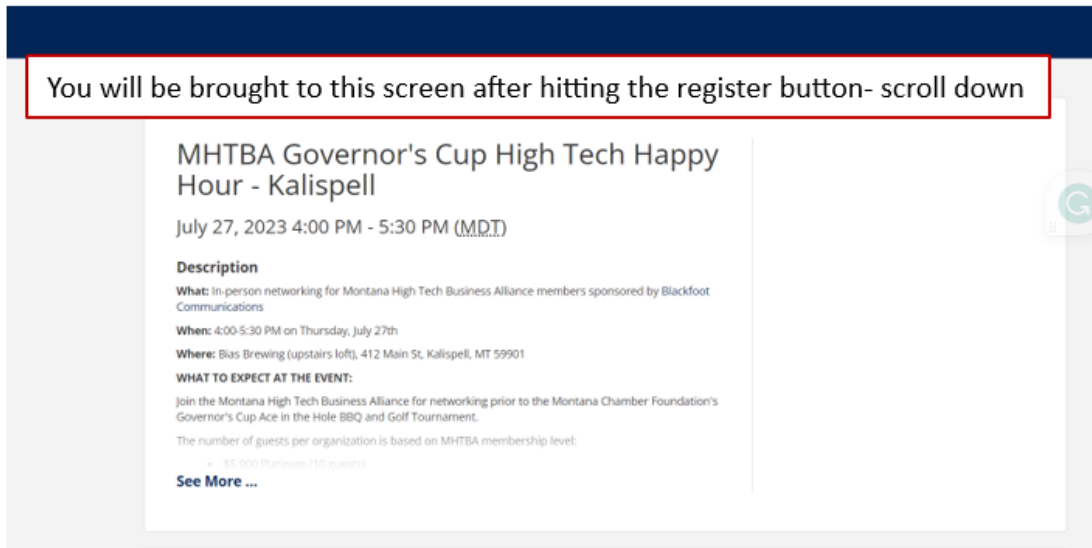 You will be brought to this screen after hitting the register button- scroll down
MHTBA Governor's Cup High Tech Happy
Hour - Kalispell
July 27, 2023 4:00 PM - 5:30 PM (MDT)
Description
What: In-person networking for Montana High Tech Business Alliance members sponsored by Blackfoot
Communications
When: 4:00-5:30 PM on Thursday, July 27th
Where: Bias Brewing (upstairs loft), 412 Main St, Kalispell, MT 59901
WHAT TO EXPECT AT THE EVENT:
Join the Montana High Tech Business Alliance for networking prior to the Montana Chamber Foundation's
Governor's Cup Ace in the Hole BBQ and Golf Tournament.
The number of guests per organization is based on MHTBA membership level:
• $5,000 Platinum (10 guests)
See More ...